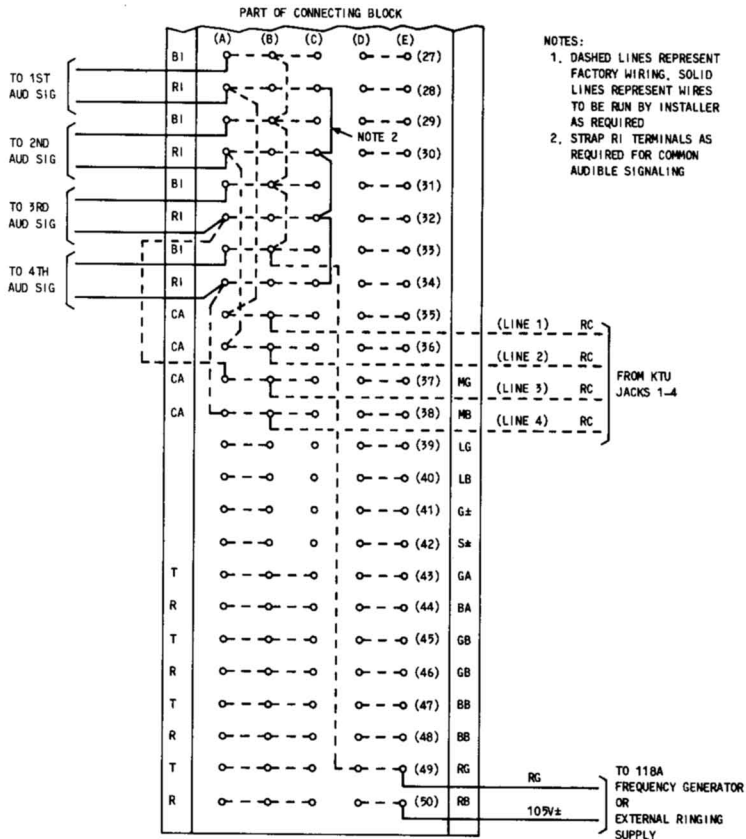 PART OF CONNECTING BLOCK
(A) (B) (C) (D) (E)
NOTES:
1. DASHED LINES REPRESENT
FACTORY WIRING, SOLID
LINES REPRESENT WIRES
TO BE RUN BY INSTALLER
AS REQUIRED
2. STRAP RI TERMINALS AS
REQUIRED FOR COMMON
AUDIBLE SIGNALING
TO 1ST
AUD SIG
TO 2ND
AUD SIG
TO 3RD
AUD SIG
TO 4TH
AUD SIG
NOTE 2
BI (27)
RI (28)
BI (29)
RI (30)
BI (31)
RI (32)
BI (33)
RI (34)
CA (35) (LINE 1) RC
CA (36) (LINE 2) RC
CA (37) MG (LINE 3) RC
CA (38) MB (LINE 4) RC
FROM KTU
JACKS 1-4
(39) LG
(40) LB
(41) G±
(42) S±
T (43) GA
R (44) BA
T (45) GB
R (46) GB
T (47) BB
R (48) BB
T (49) RG RG
R (50) RB 105V±
TO 118A
FREQUENCY GENERATOR
OR
EXTERNAL RINGING
SUPPLY